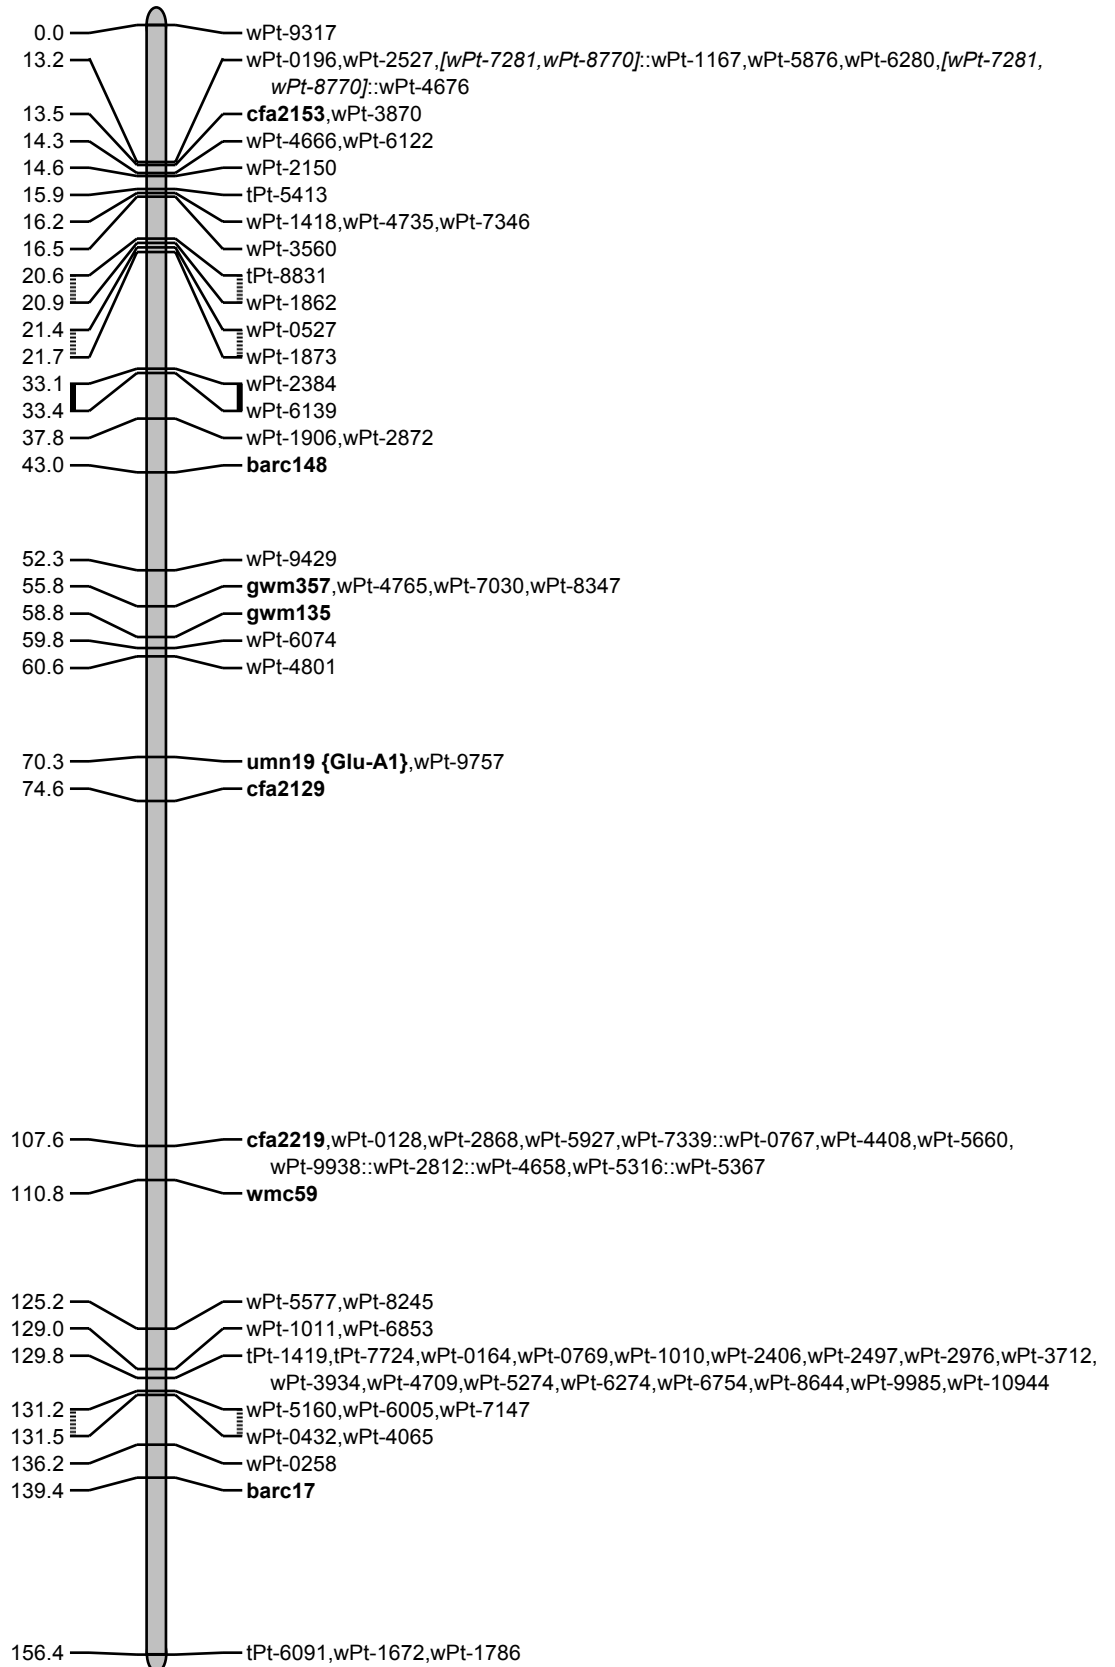 0.0 wPt-9317
13.2 wPt-0196,wPt-2527,[wPt-7281,wPt-8770]::wPt-1167,wPt-5876,wPt-6280,[wPt-7281,
wPt-8770]::wPt-4676
13.5 cfa2153,wPt-3870
14.3 wPt-4666,wPt-6122
14.6 wPt-2150
15.9 tPt-5413
16.2 wPt-1418,wPt-4735,wPt-7346
16.5 wPt-3560
20.6 tPt-8831
20.9 wPt-1862
21.4 wPt-0527
21.7 wPt-1873
33.1 wPt-2384
33.4 wPt-6139
37.8 wPt-1906,wPt-2872
43.0 barc148
52.3 wPt-9429
55.8 gwm357,wPt-4765,wPt-7030,wPt-8347
58.8 gwm135
59.8 wPt-6074
60.6 wPt-4801
70.3 umn19 {Glu-A1},wPt-9757
74.6 cfa2129
107.6 cfa2219,wPt-0128,wPt-2868,wPt-5927,wPt-7339::wPt-0767,wPt-4408,wPt-5660,
wPt-9938::wPt-2812::wPt-4658,wPt-5316::wPt-5367
110.8 wmc59
125.2 wPt-5577,wPt-8245
129.0 wPt-1011,wPt-6853
129.8 tPt-1419,tPt-7724,wPt-0164,wPt-0769,wPt-1010,wPt-2406,wPt-2497,wPt-2976,wPt-3712,
wPt-3934,wPt-4709,wPt-5274,wPt-6274,wPt-6754,wPt-8644,wPt-9985,wPt-10944
131.2 wPt-5160,wPt-6005,wPt-7147
131.5 wPt-0432,wPt-4065
136.2 wPt-0258
139.4 barc17
156.4 tPt-6091,wPt-1672,wPt-1786